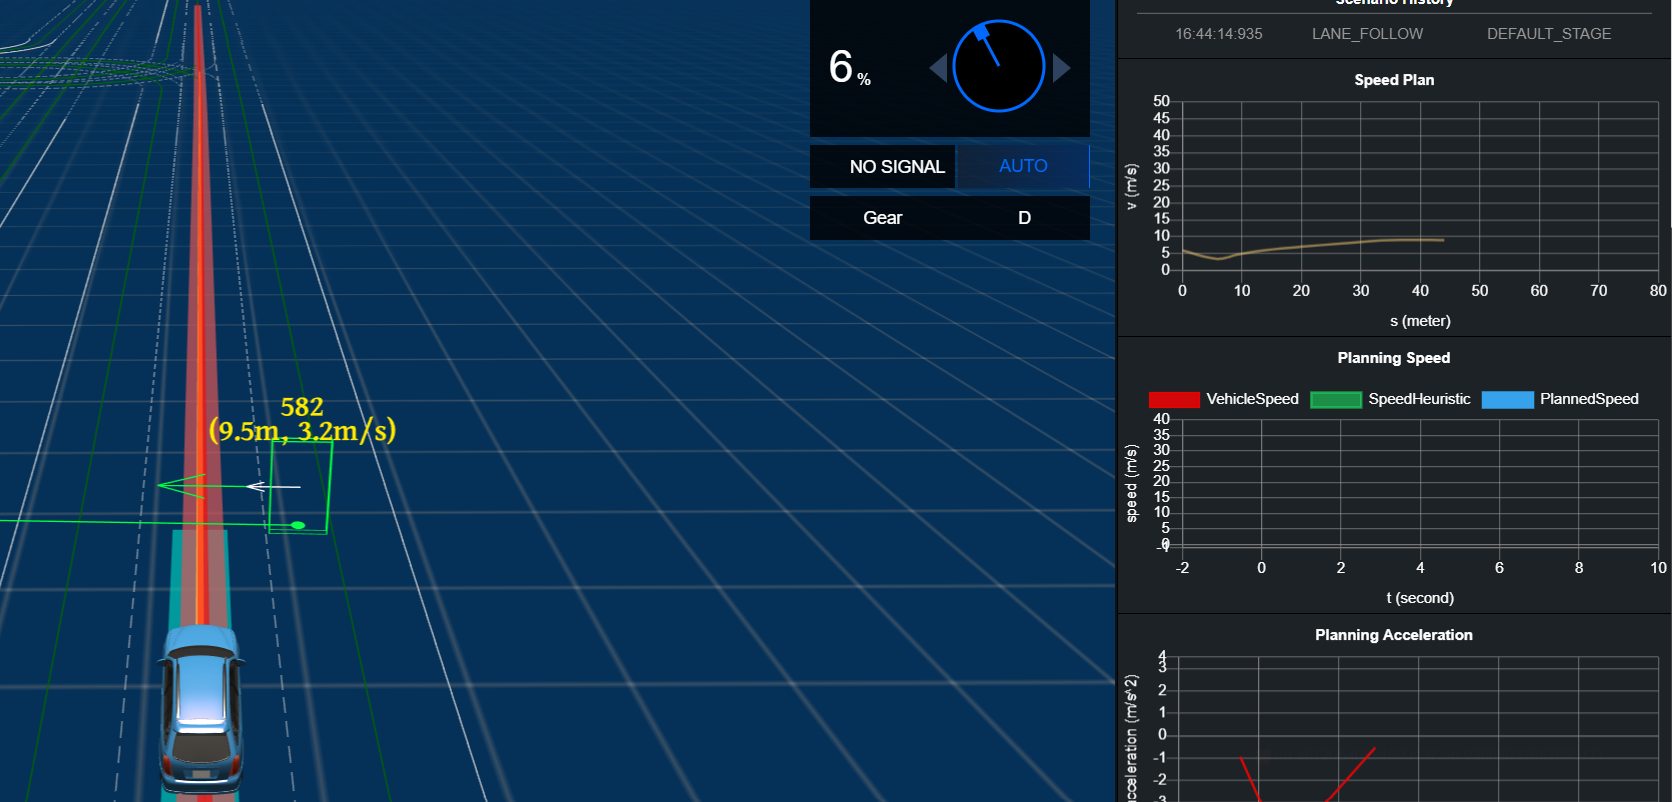 582
(9.5m, 3.2m/s)
6 %
NO SIGNAL
AUTO
Gear
D
Scenario History
16:44:14:935 LANE_FOLLOW DEFAULT_STAGE
Speed Plan
50
45
40
35
30
25
20
15
10
5
0
v (m/s)
0 10 20 30 40 50 60 70 80
s (meter)
Planning Speed
VehicleSpeed SpeedHeuristic PlannedSpeed
40
35
30
25
20
15
10
5
0
-1
speed (m/s)
-2 0 2 4 6 8 10
t (second)
Planning Acceleration
4
3
2
1
0
-1
-2
-3
acceleration (m/s^2)